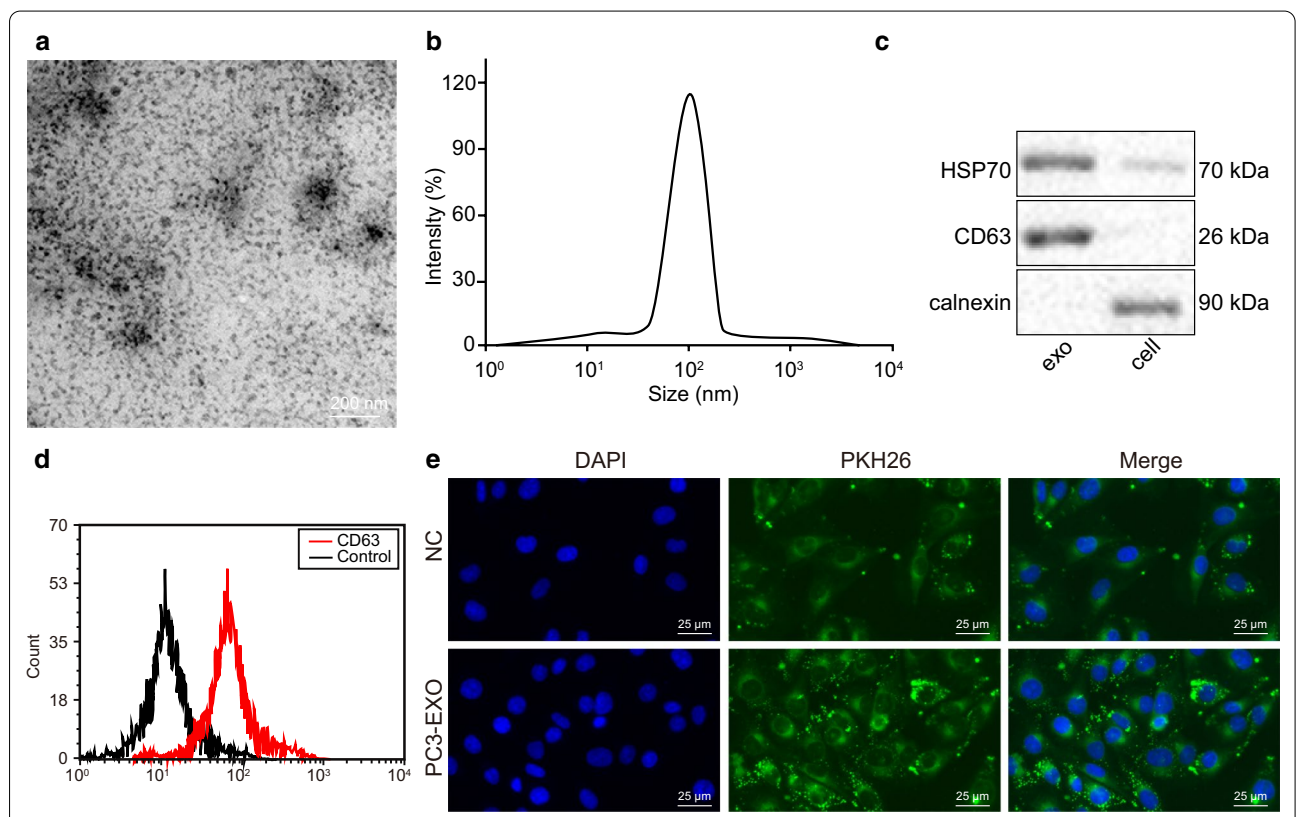 a
200 nm
b
Intenslty (%)
120
90
60
30
0
10⁰ 10¹ 10² 10³ 10⁴
Size (nm)
c
HSP70 70 kDa
CD63 26 kDa
calnexin 90 kDa
exo cell
d
Count
70
53
35
18
0
10⁰ 10¹ 10² 10³ 10⁴
CD63
Control
e
DAPI PKH26 Merge
NC
25 µm 25 µm 25 µm
PC3-EXO
25 µm 25 µm 25 µm